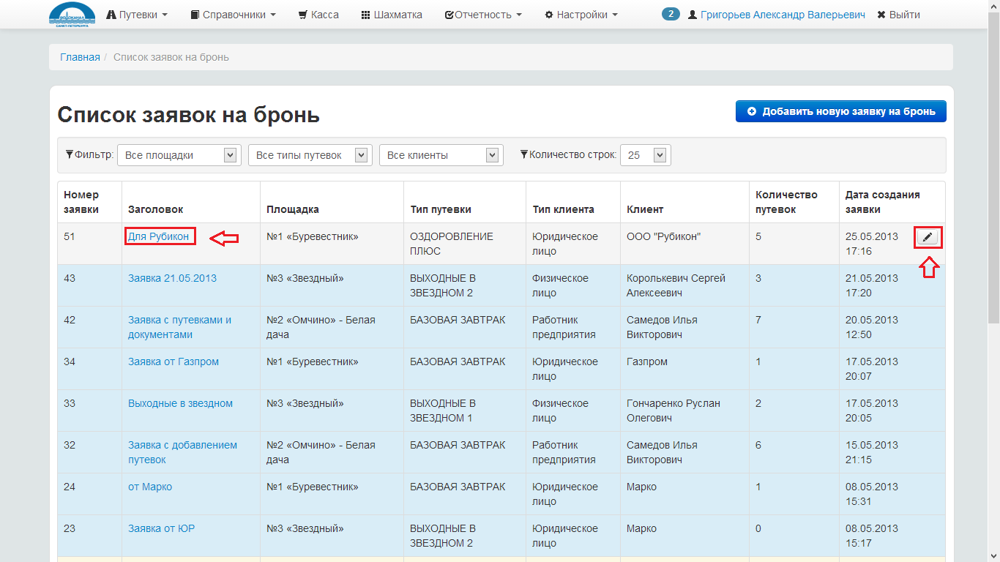 ВОДОКАНАЛ
САНКТ-ПЕТЕРБУРГА
Путевки Справочники Касса Шахматка Отчетность Настройки 2 Григорьев Александр Валерьевич Выйти
Главная / Список заявок на бронь
Список заявок на бронь
Добавить новую заявку на бронь
Фильтр: Все площадки Все типы путевок Все клиенты Количество строк: 25
Номер заявки Заголовок Площадка Тип путевки Тип клиента Клиент Количество путевок Дата создания заявки
51 Для Рубикон №1 «Буревестник» ОЗДОРОВЛЕНИЕ ПЛЮС Юридическое лицо ООО "Рубикон" 5 25.05.2013 17:16
43 Заявка 21.05.2013 №3 «Звездный» ВЫХОДНЫЕ В ЗВЕЗДНОМ 2 Физическое лицо Королькевич Сергей Алексеевич 3 21.05.2013 17:20
42 Заявка с путевками и документами №2 «Омчино» - Белая дача БАЗОВАЯ ЗАВТРАК Работник предприятия Самедов Илья Викторович 7 20.05.2013 12:50
34 Заявка от Газпром №1 «Буревестник» БАЗОВАЯ ЗАВТРАК Юридическое лицо Газпром 1 17.05.2013 20:07
33 Выходные в звездном №3 «Звездный» ВЫХОДНЫЕ В ЗВЕЗДНОМ 1 Физическое лицо Гончаренко Руслан Олегович 2 17.05.2013 20:05
32 Заявка с добавлением путевок №2 «Омчино» - Белая дача БАЗОВАЯ ЗАВТРАК Работник предприятия Самедов Илья Викторович 6 15.05.2013 21:15
24 от Марко №1 «Буревестник» БАЗОВАЯ ЗАВТРАК Юридическое лицо Марко 1 08.05.2013 15:31
23 Заявка от ЮР №3 «Звездный» ВЫХОДНЫЕ В ЗВЕЗДНОМ 2 Юридическое лицо Марко 0 08.05.2013 15:17